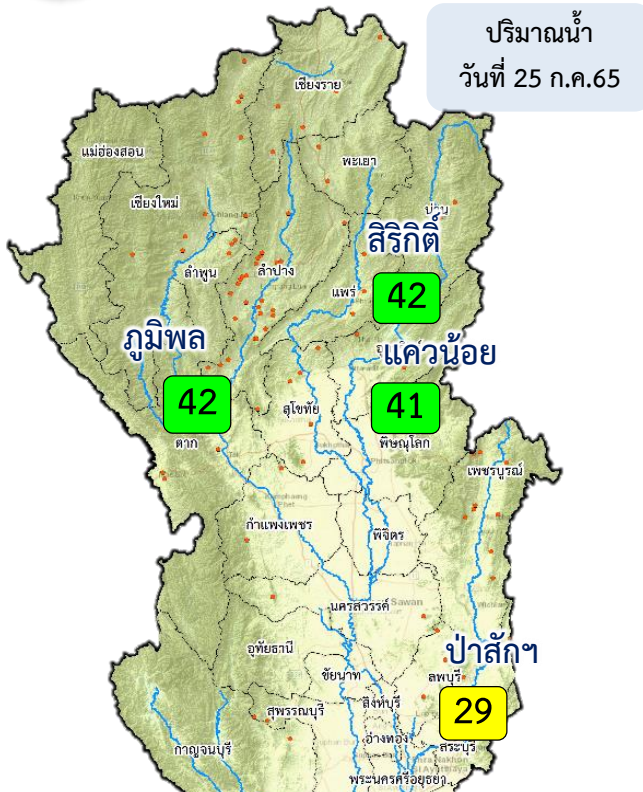 ปริมาณน้ำ
วันที่ 25 ก.ค.65
เชียงราย
แม่ฮ่องสอน
พะเยา
เชียงใหม่
น่าน
สิริกิติ์
ลำพูน
ลำปาง
แพร่
42
ภูมิพล
แควน้อย
42
41
สุโขทัย
ตาก
พิษณุโลก
เพชรบูรณ์
กำแพงเพชร
พิจิตร
นครสวรรค์
Sawan
อุทัยธานี
ป่าสักฯ
ชัยนาท
ลพบุรี
สิงห์บุรี
29
สุพรรณบุรี
อ่างทอง
สระบุรี
กาญจนบุรี
พระนครศรีอยุธยา